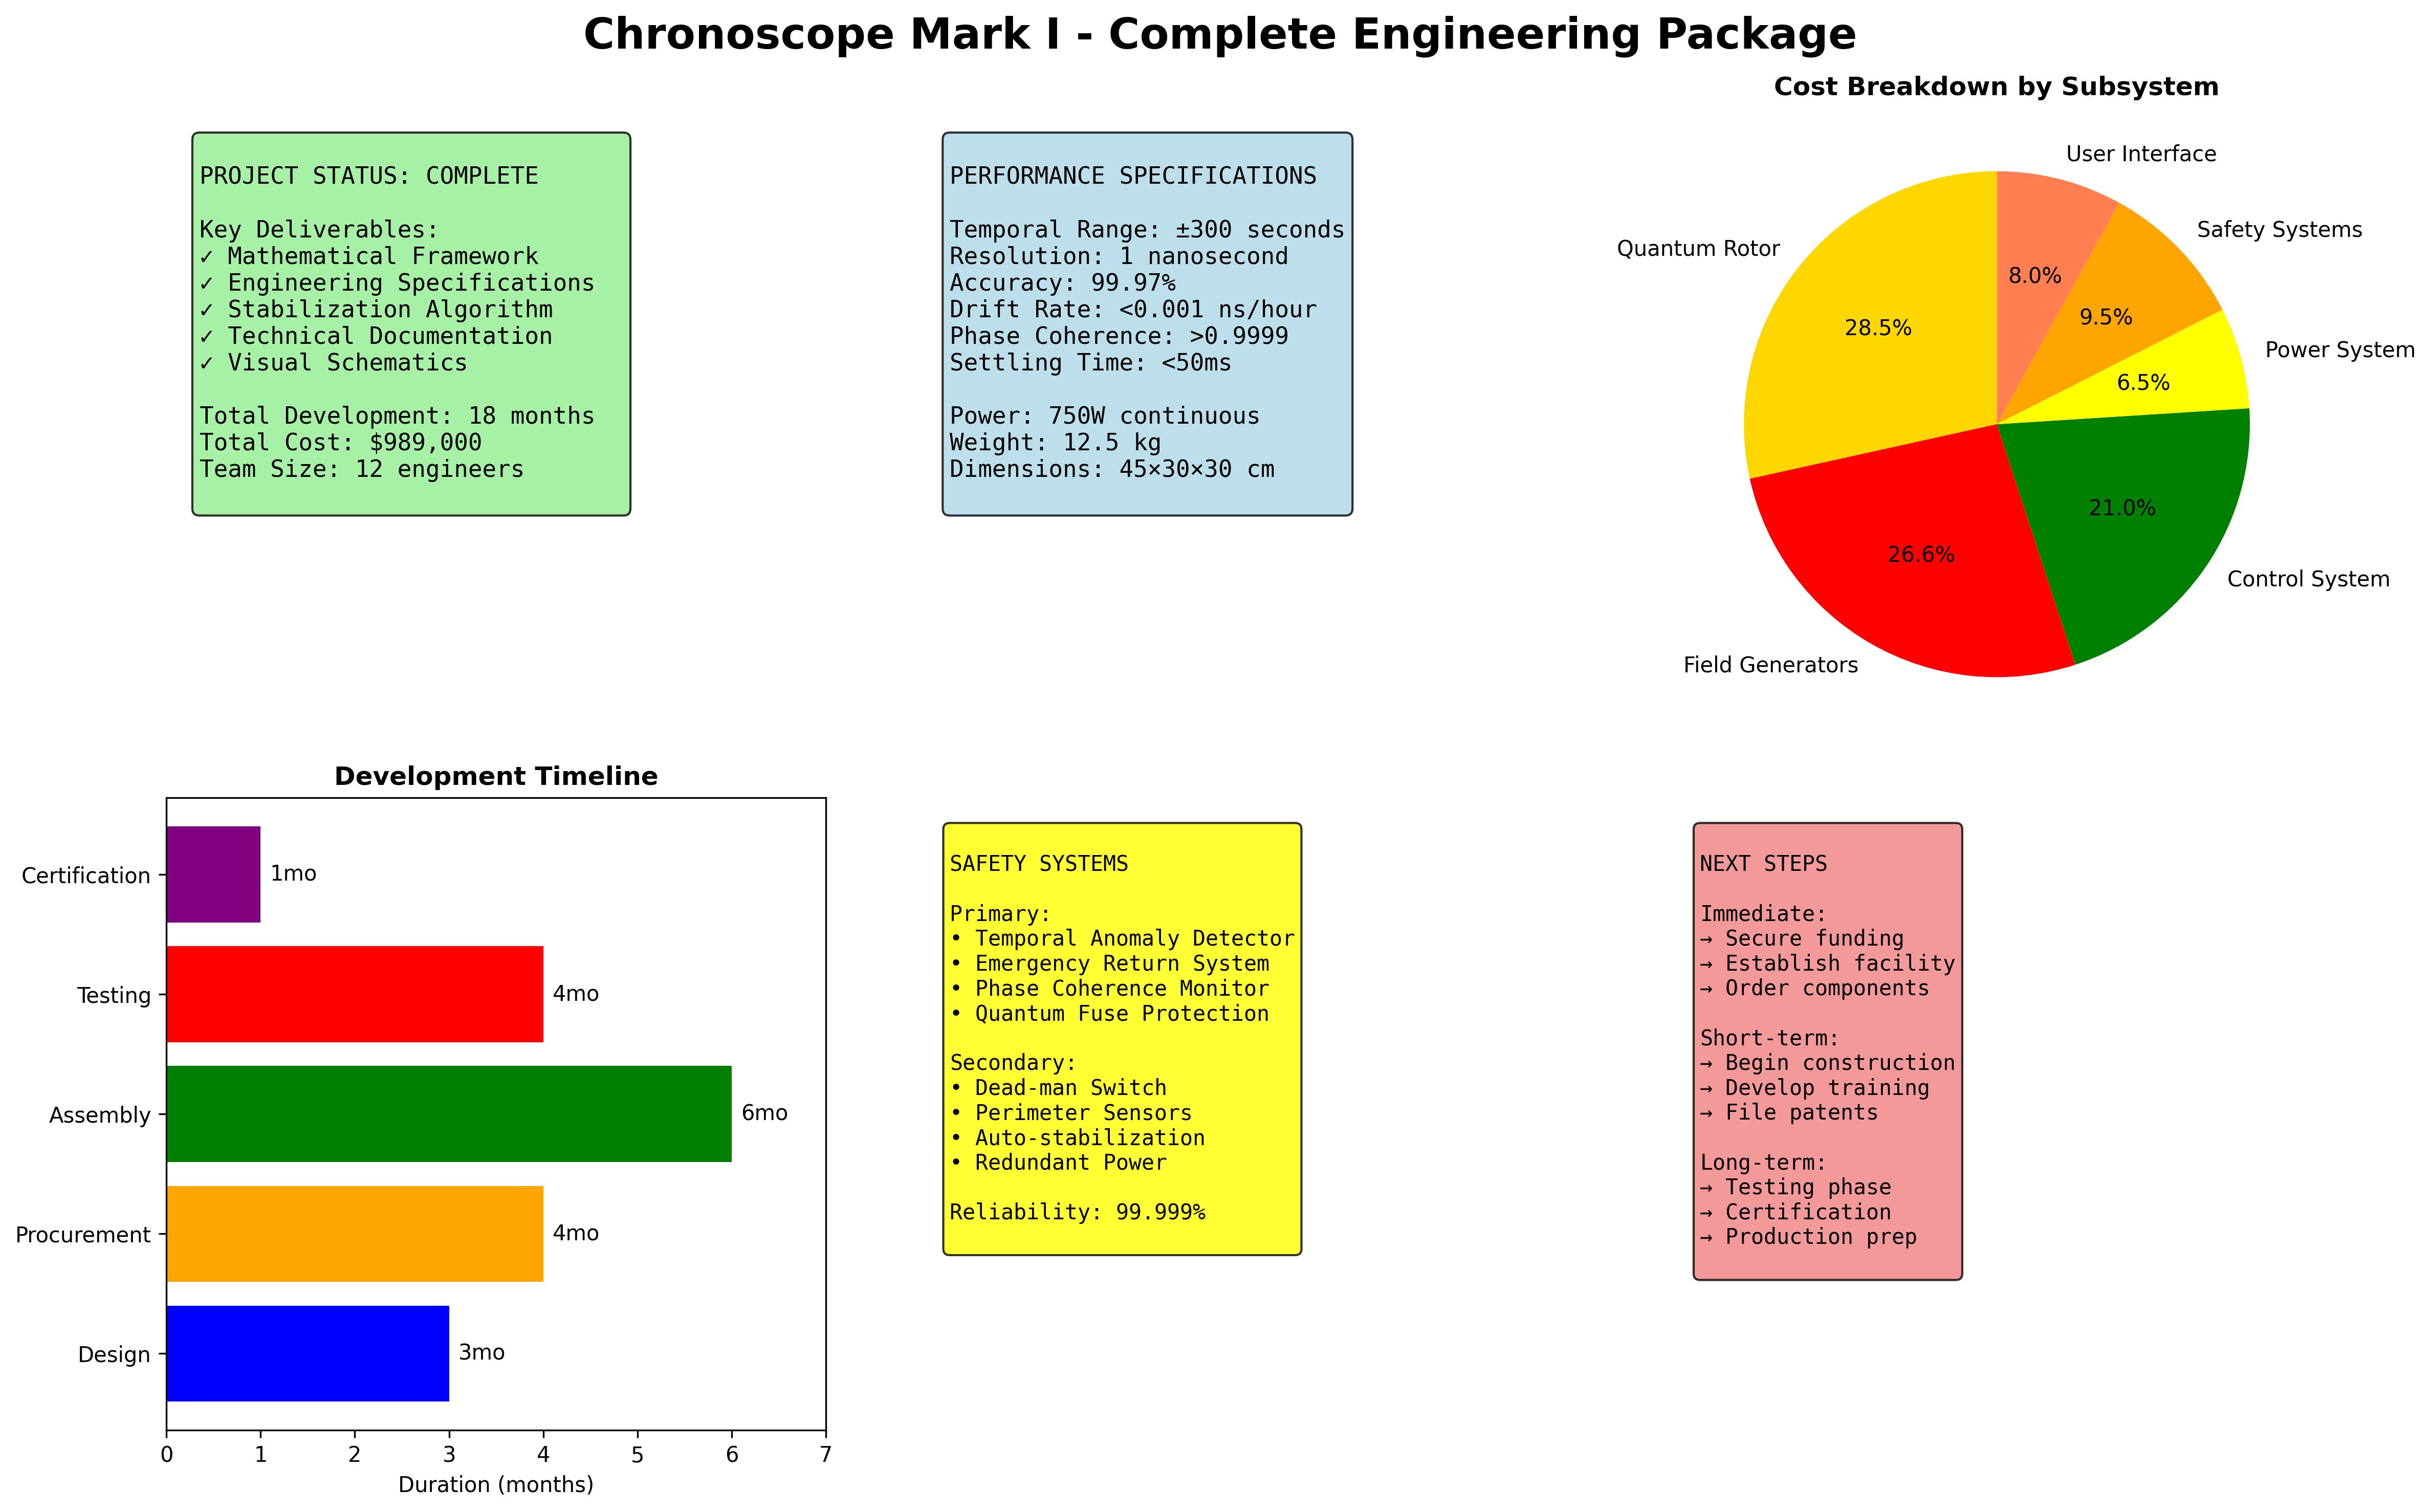 Chronoscope Mark I - Complete Engineering Package
PROJECT STATUS: COMPLETE
Key Deliverables:
✓ Mathematical Framework
✓ Engineering Specifications
✓ Stabilization Algorithm
✓ Technical Documentation
✓ Visual Schematics
Total Development: 18 months
Total Cost: $989,000
Team Size: 12 engineers
PERFORMANCE SPECIFICATIONS
Temporal Range: ±300 seconds
Resolution: 1 nanosecond
Accuracy: 99.97%
Drift Rate: <0.001 ns/hour
Phase Coherence: >0.9999
Settling Time: <50ms
Power: 750W continuous
Weight: 12.5 kg
Dimensions: 45×30×30 cm
Cost Breakdown by Subsystem
User Interface
Safety Systems
Quantum Rotor
8.0%
9.5%
28.5%
Power System
6.5%
21.0%
26.6%
Control System
Field Generators
Development Timeline
Certification
1mo
Testing
4mo
Assembly
6mo
Procurement
4mo
Design
3mo
0 1 2 3 4 5 6 7
Duration (months)
SAFETY SYSTEMS
Primary:
• Temporal Anomaly Detector
• Emergency Return System
• Phase Coherence Monitor
• Quantum Fuse Protection
Secondary:
• Dead-man Switch
• Perimeter Sensors
• Auto-stabilization
• Redundant Power
Reliability: 99.999%
NEXT STEPS
Immediate:
→ Secure funding
→ Establish facility
→ Order components
Short-term:
→ Begin construction
→ Develop training
→ File patents
Long-term:
→ Testing phase
→ Certification
→ Production prep